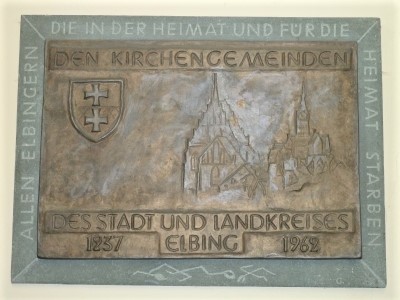 ALLEN ELBINGERN
DIE IN DER HEIMAT UND FÜR DIE
HEIMAT STARBEN
DEN KIRCHENGEMEINDEN
DES STADT UND LANDKREISES
1237 ELBING 1962